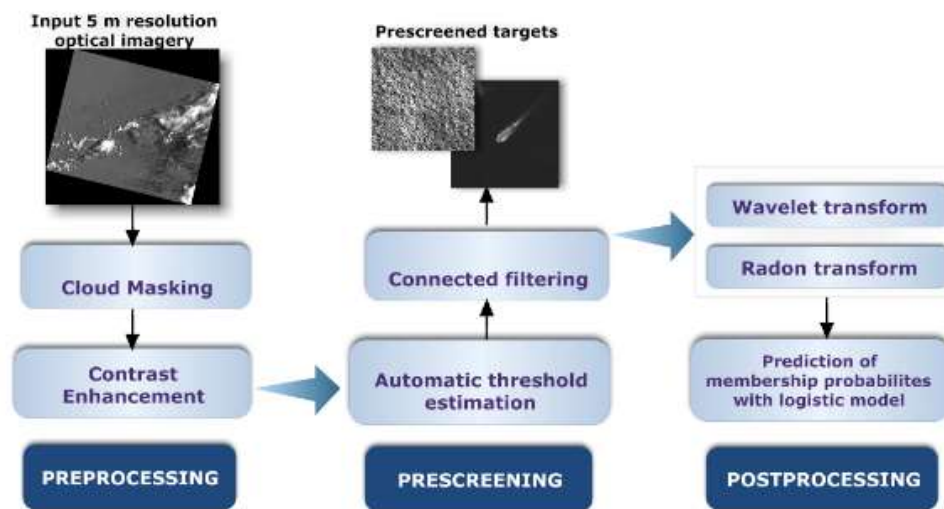 Input 5 m resolution
optical imagery
Cloud Masking
Contrast
Enhancement
PREPROCESSING
Prescreened targets
Connected filtering
Automatic threshold
estimation
PRESCREENING
Wavelet transform
Radon transform
Prediction of
membership probabilites
with logistic model
POSTPROCESSING